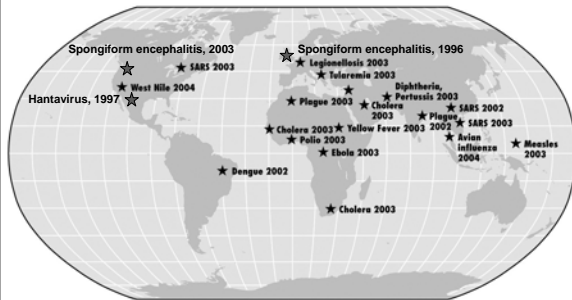 Spongiform encephalitis, 2003
Spongiform encephalitis, 1996
SARS 2003
Legionellosis 2003
Tularemia 2003
West Nile 2004
Hantavirus, 1997
Plague 2003
Cholera
2003
Diphtheria,
Pertussis 2003
SARS 2002
Plague
2002
SARS 2003
Cholera 2003
Yellow Fever 2003
Polio 2003
Avian
influenza
2004
Measles
2003
Ebola 2003
Dengue 2002
Cholera 2003